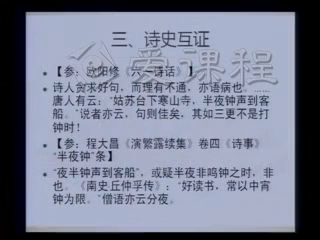 三、诗史互证
爱课程
【参：欧阳修《六一诗话》】
诗人贪求好句，而理有不通，亦语病也。……
唐人有云：“姑苏台下寒山寺，半夜钟声到客
船。”说者亦云，句则佳矣，其如三更不是打
钟时！
【参：程大昌《演繁露续集》卷四《诗事》
“半夜钟”条】
“夜半钟声到客船”，或疑半夜非鸣钟之时，非
也。《南史丘仲孚传》：“好读书，常以中宵
钟为限。”僧语亦云分夜。